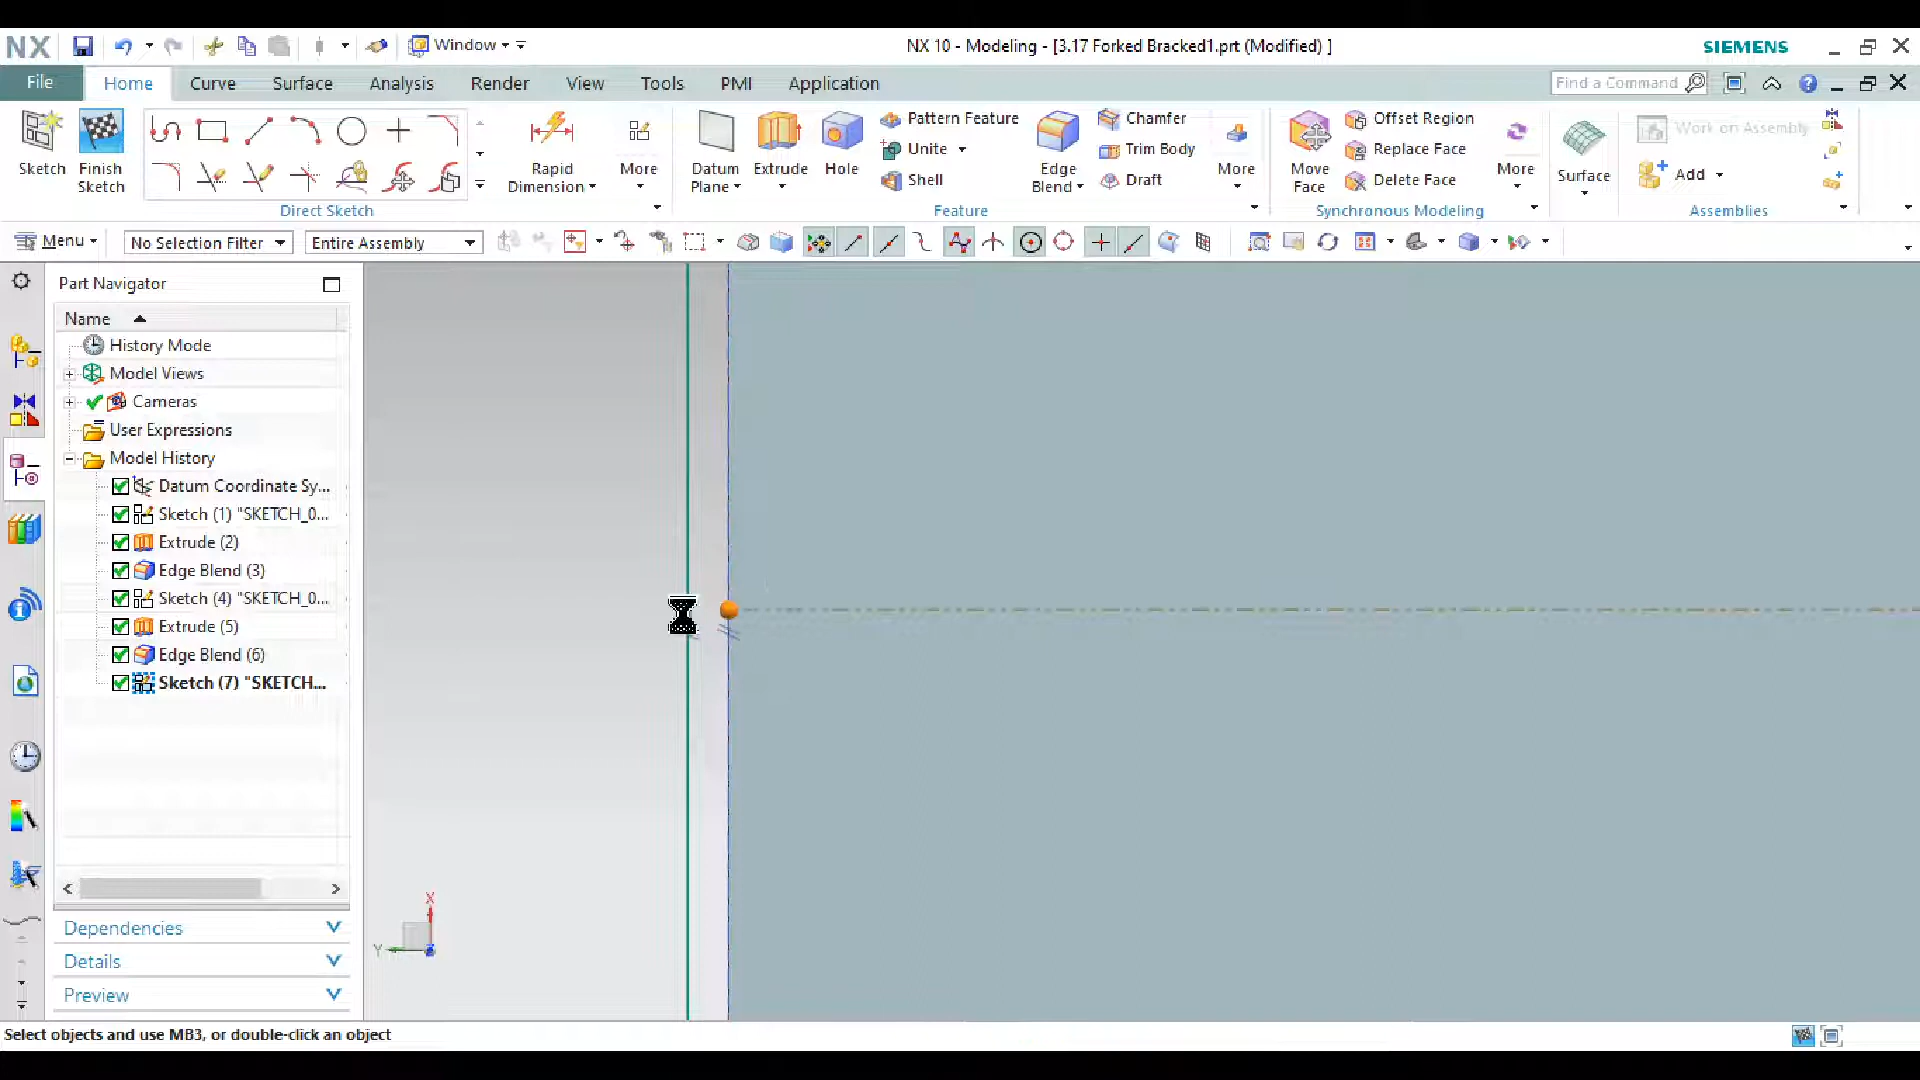 NX
Window
NX 10 - Modeling - [3.17 Forked Bracked1.prt (Modified) ]
SIEMENS
File
Home
Curve
Surface
Analysis
Render
View
Tools
PMI
Application
Find a Command
Sketch
Finish Sketch
Direct Sketch
Rapid Dimension
More
Datum Plane
Extrude
Hole
Pattern Feature
Unite
Shell
Edge Blend
Chamfer
Trim Body
Draft
More
Feature
Move Face
Offset Region
Replace Face
Delete Face
More
Synchronous Modeling
Surface
Work on Assembly
Add
Assemblies
Menu
No Selection Filter
Entire Assembly
Part Navigator
Name
History Mode
Model Views
Cameras
User Expressions
Model History
Datum Coordinate Sy...
Sketch (1) "SKETCH_0...
Extrude (2)
Edge Blend (3)
Sketch (4) "SKETCH_0...
Extrude (5)
Edge Blend (6)
Sketch (7) "SKETCH...
Dependencies
Details
Preview
X
Y
Select objects and use MB3, or double-click an object